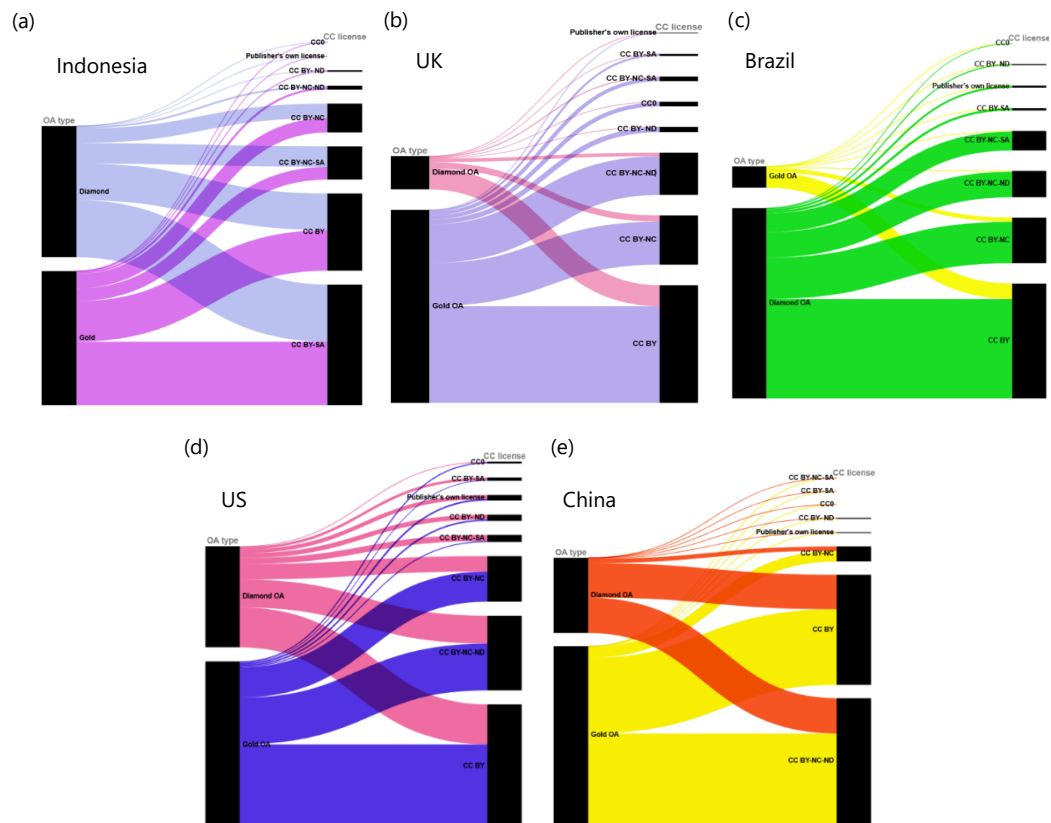 (a)
Indonesia
CC license
CC0
Publisher's own license
CC BY- ND
CC BY-NC-ND
CC BY-NC
CC BY-NC-SA
CC BY
CC BY-SA
OA type
Diamond
Gold
(b)
UK
CC license
Publisher's own license
CC BY-SA
CC BY-NC-SA
CC0
CC BY- ND
CC BY-NC-ND
CC BY-NC
CC BY
OA type
Diamond OA
Gold OA
(c)
Brazil
CC license
CC0
CC BY- ND
Publisher's own license
CC BY-SA
CC BY-NC-SA
CC BY-NC-ND
CC BY-NC
CC BY
OA type
Gold OA
Diamond OA
(d)
US
CC license
CC0
CC BY-SA
Publisher's own license
CC BY- ND
CC BY-NC-SA
CC BY-NC
CC BY-NC-ND
CC BY
OA type
Diamond OA
Gold OA
(e)
China
CC license
CC BY-NC-SA
CC BY-SA
CC0
CC BY- ND
Publisher's own license
CC BY-NC
CC BY
CC BY-NC-ND
OA type
Diamond OA
Gold OA